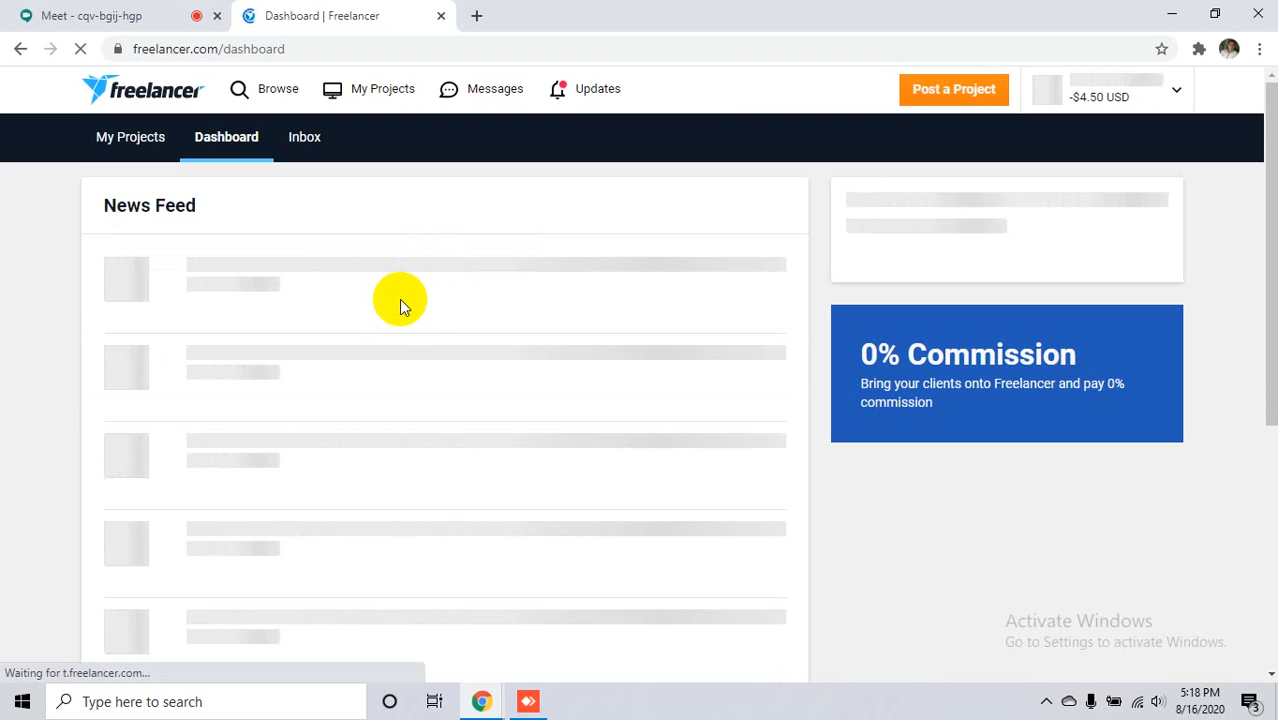 Meet - cqv-bgij-hgp
Dashboard | Freelancer
freelancer.com/dashboard
freelancer
Browse
My Projects
Messages
Updates
Post a Project
-$4.50 USD
My Projects
Dashboard
Inbox
News Feed
0% Commission
Bring your clients onto Freelancer and pay 0%
commission
Activate Windows
Go to Settings to activate Windows.
Waiting for t.freelancer.com...
Type here to search
5:18 PM
8/16/2020
3